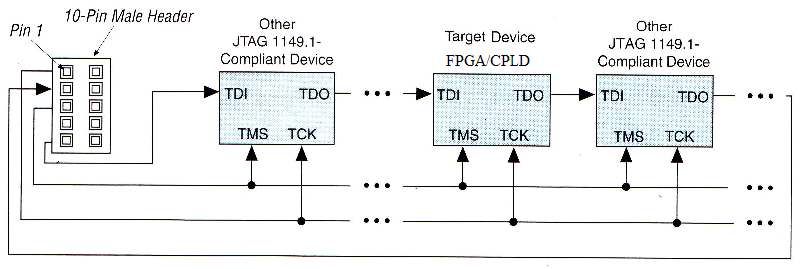 10-Pin Male Header
Pin 1
Other
JTAG 1149.1-
Compliant Device
Target Device
FPGA/CPLD
Other
JTAG 1149.1-
Compliant Device
TDI TDO
TMS TCK
TDI TDO
TMS TCK
TDI TDO
TMS TCK